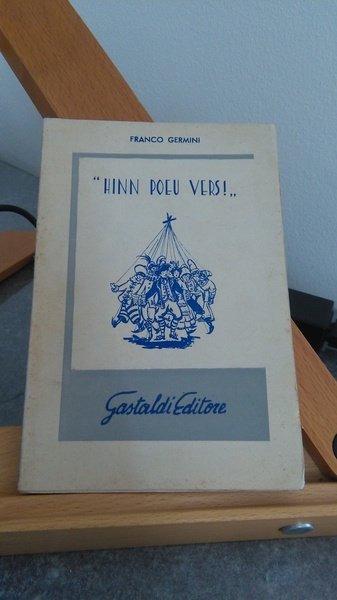 FRANCO GERMINI
"HINN POEU VERS!„
Gastaldi Editore